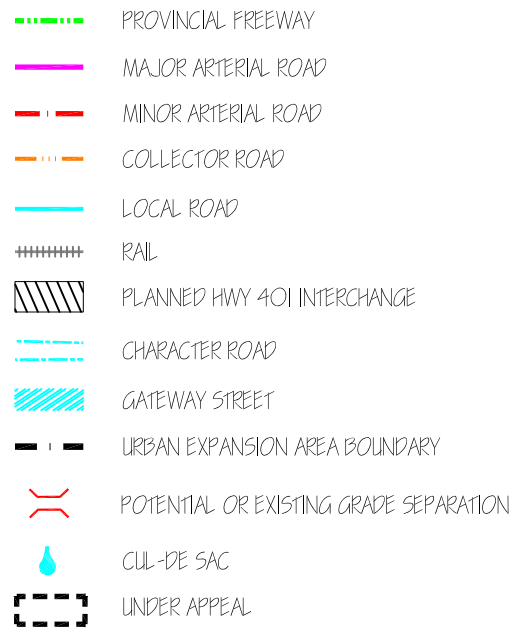 PROVINCIAL FREEWAY
MAJOR ARTERIAL ROAD
MINOR ARTERIAL ROAD
COLLECTOR ROAD
LOCAL ROAD
RAIL
PLANNED HWY 401 INTERCHANGE
CHARACTER ROAD
GATEWAY STREET
URBAN EXPANSION AREA BOUNDARY
POTENTIAL OR EXISTING GRADE SEPARATION
CUL-DE SAC
UNDER APPEAL